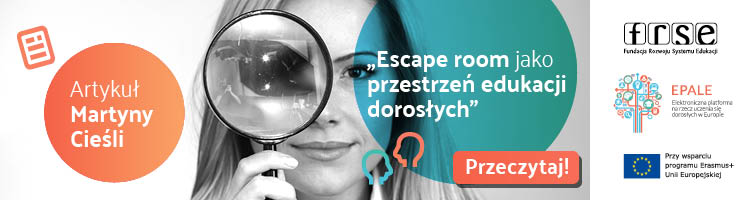 Artykuł
Martyny
Cieśli
„Escape room jako
przestrzeń edukacji
dorosłych”
Przeczytaj!
frse
Fundacja Rozwoju Systemu Edukacji
EPALE
Elektroniczna platforma
na rzecz uczenia się
dorosłych w Europie
Przy wsparciu
programu Erasmus+
Unii Europejskiej